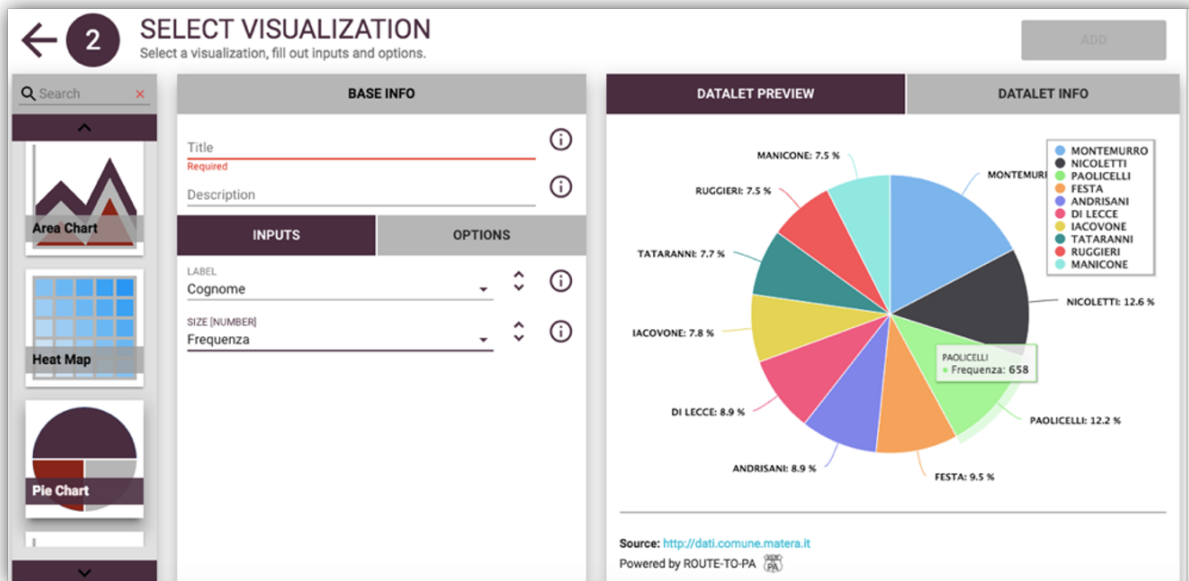 2
SELECT VISUALIZATION
Select a visualization, fill out inputs and options.
ADD
Search
Area Chart
Heat Map
Pie Chart
BASE INFO
Title
Required
Description
INPUTS
OPTIONS
LABEL
Cognome
SIZE [NUMBER]
Frequenza
DATALET PREVIEW
DATALET INFO
MANICONE: 7.5 %
RUGGIERI: 7.5 %
TATARANNI: 7.7 %
IACOVONE: 7.8 %
DI LECCE: 8.9 %
ANDRISANI: 8.9 %
FESTA: 9.5 %
PAOLICELLI: 12.2 %
NICOLETTI: 12.6 %
MONTEMURR
MONTEMURRO
NICOLETTI
PAOLICELLI
FESTA
ANDRISANI
DI LECCE
IACOVONE
TATARANNI
RUGGIERI
MANICONE
PAOLICELLI
Frequenza: 658
Source: http://dati.comune.matera.it
Powered by ROUTE-TO-PA
PA